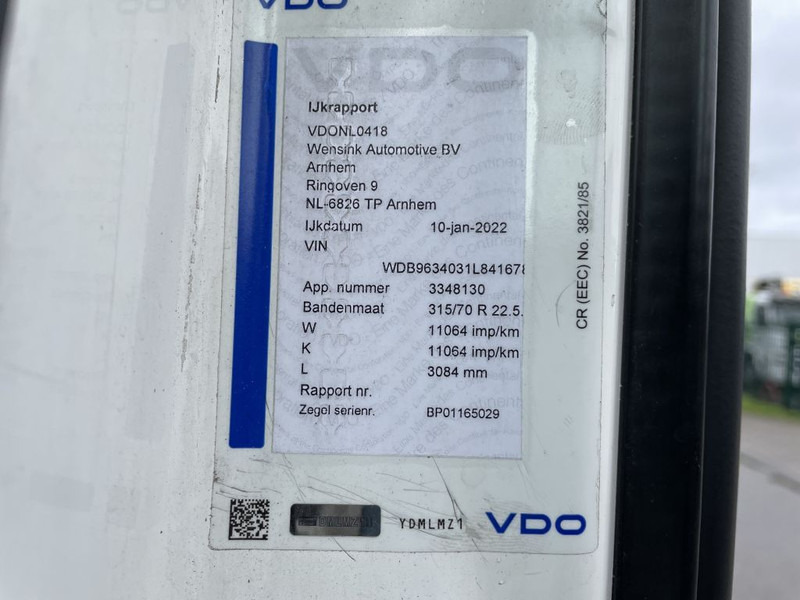 VDO
VDO
IJkrapport
VDONL0418
Wensink Automotive BV
Arnhem
Ringoven 9
NL-6826 TP Arnhem
IJkdatum 10-jan-2022
VIN
WDB9634031L841678
App. nummer 3348130
Bandenmaat 315/70 R 22.5.
W 11064 imp/km
K 11064 imp/km
L 3084 mm
Rapport nr.
Zegel serienr. BP01165029
CR (EEC) No. 3821/85
YDMLMZ1
VDO